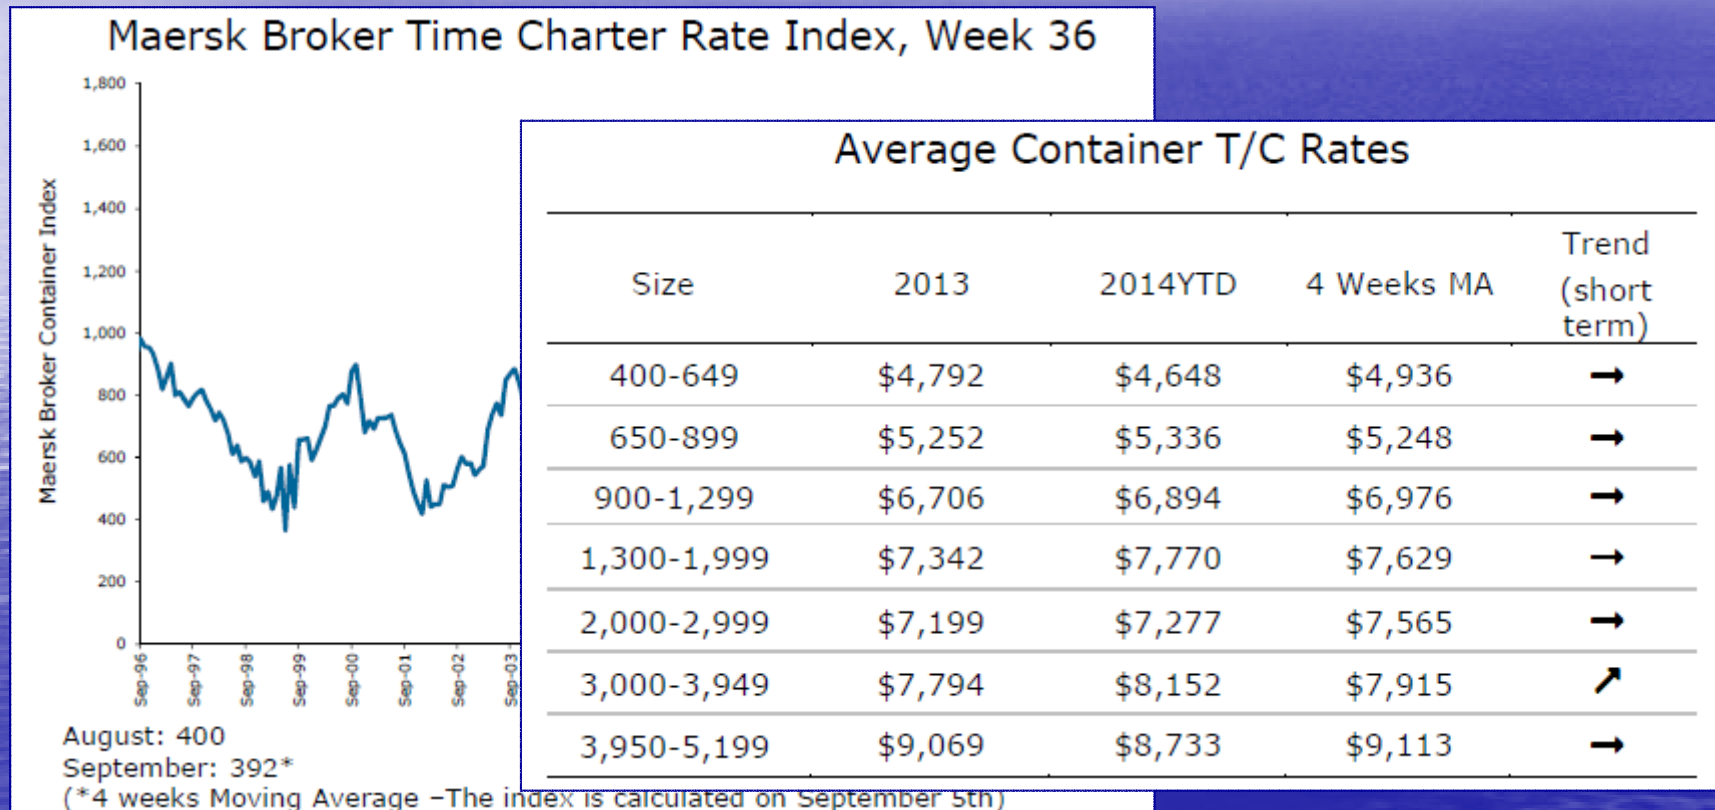 Maersk Broker Time Charter Rate Index, Week 36
Maersk Broker Container Index
1,800
1,600
1,400
1,200
1,000
800
600
400
200
0
Sep-96
Sep-97
Sep-98
Sep-99
Sep-00
Sep-01
Sep-02
Sep-03
August: 400
September: 392*
(*4 weeks Moving Average –The index is calculated on September 5th)
Average Container T/C Rates
Size 2013 2014YTD 4 Weeks MA Trend
(short
term)
400-649 $4,792 $4,648 $4,936 →
650-899 $5,252 $5,336 $5,248 →
900-1,299 $6,706 $6,894 $6,976 →
1,300-1,999 $7,342 $7,770 $7,629 →
2,000-2,999 $7,199 $7,277 $7,565 →
3,000-3,949 $7,794 $8,152 $7,915 ↗
3,950-5,199 $9,069 $8,733 $9,113 →